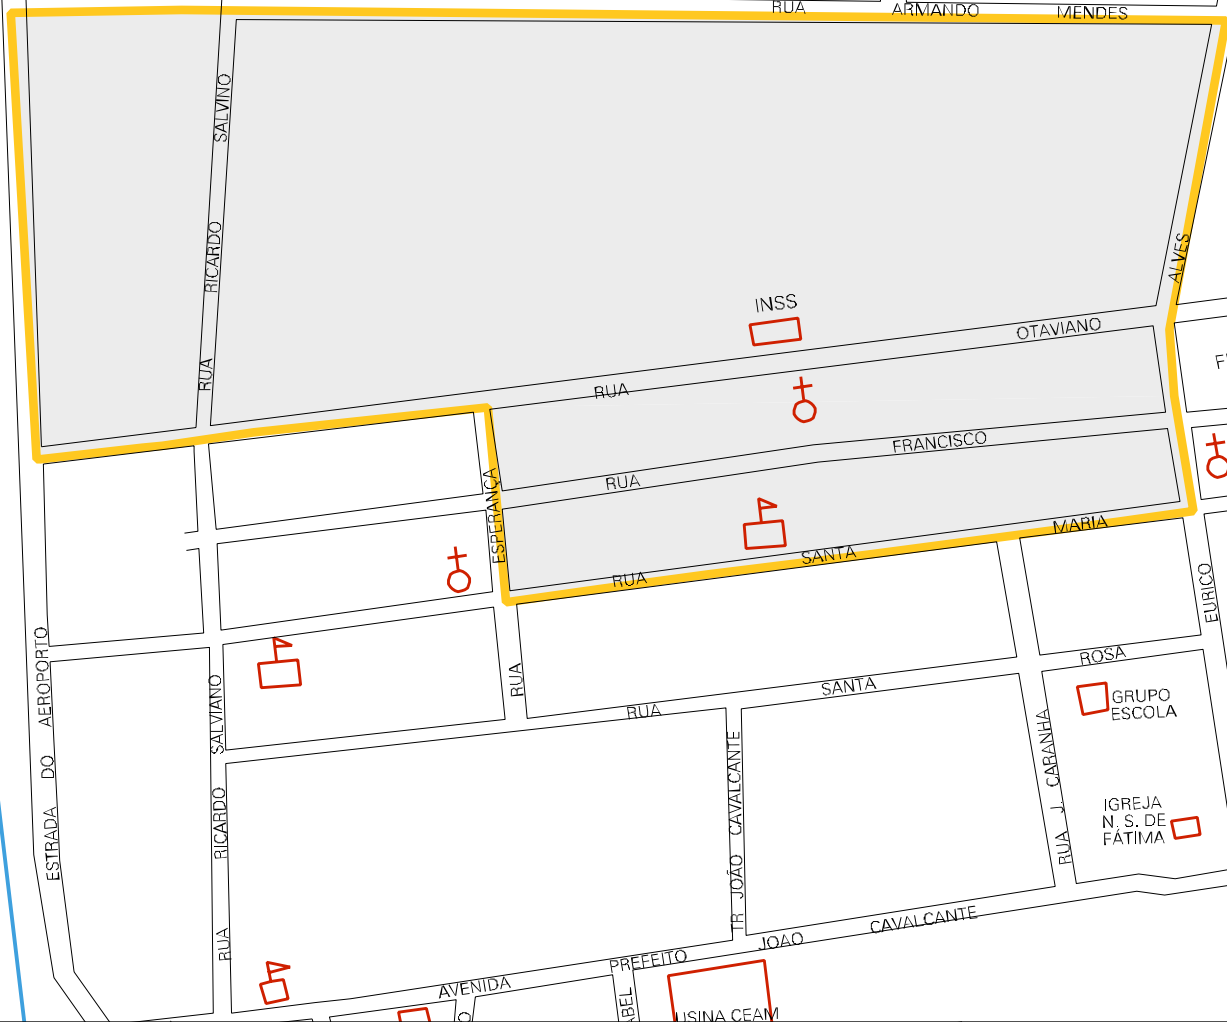 RUA ARMANDO MENDES
RUA RICARDO SALVINO
ALVES
INSS
RUA OTAVIANO
RUA FRANCISCO
ESPERANÇA
RUA SANTA MARIA
EURICO
ESTRADA DO AEROPORTO
RUA
RUA SANTA ROSA
RUA RICARDO SALVIANO
TR JOÃO CAVALCANTE
RUA J. CARANHA
GRUPO
ESCOLA
IGREJA
N. S. DE
FÁTIMA
AVENIDA PREFEITO JOAO CAVALCANTE
USINA CEAM